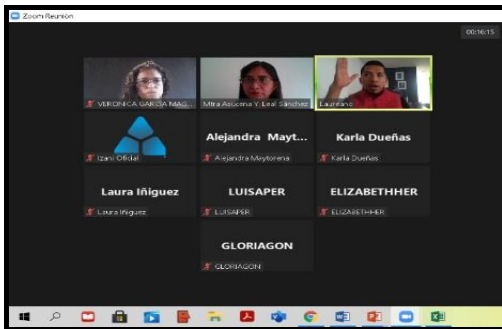 Zoom Reunión
00:16:15
VERONICA GARCIA MAG...
Mtra Asucena Y. Leal Sánchez
Laureano
Izani Oficial
Alejandra Mayt...
Alejandra Maytorena
Karla Dueñas
Karla Dueñas
Laura Iñiguez
Laura Iñiguez
LUISAPER
LUISAPER
ELIZABETHHER
ELIZABETHHER
GLORIAGON
GLORIAGON